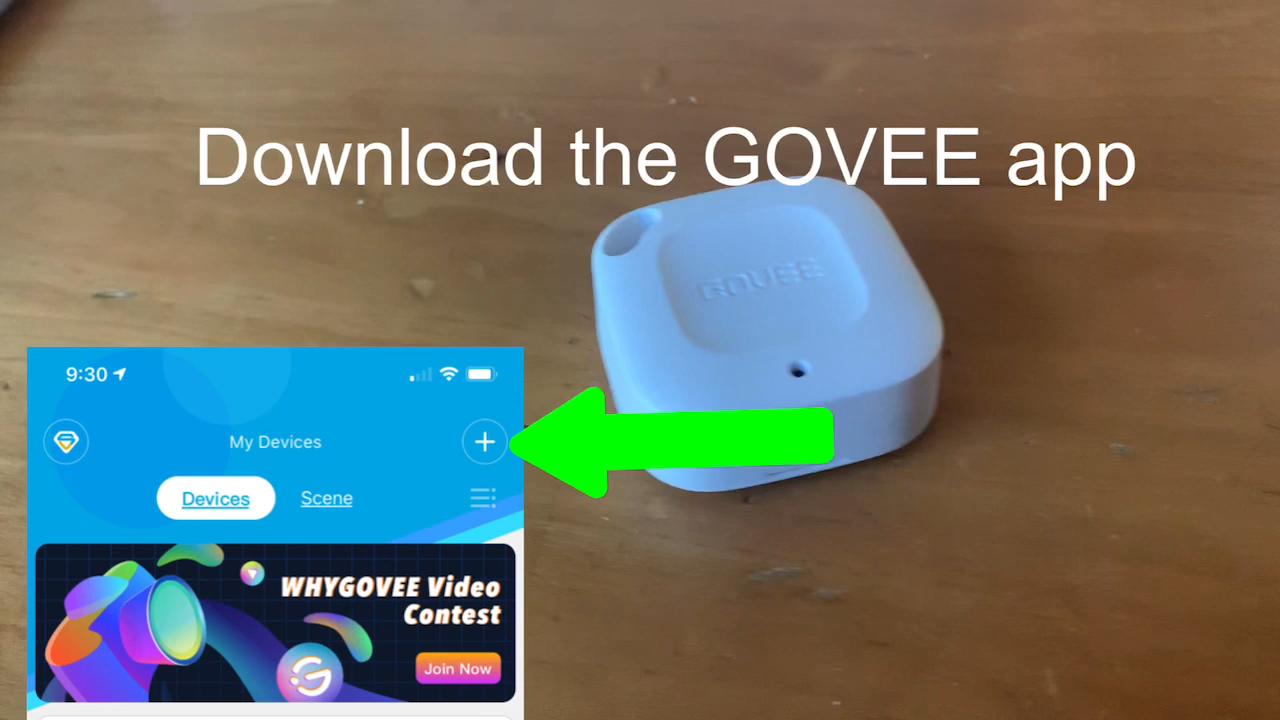 Download the GOVEE app
GOVEE
9:30
My Devices
Devices
Scene
WHYGOVEE Video
Contest
Join Now